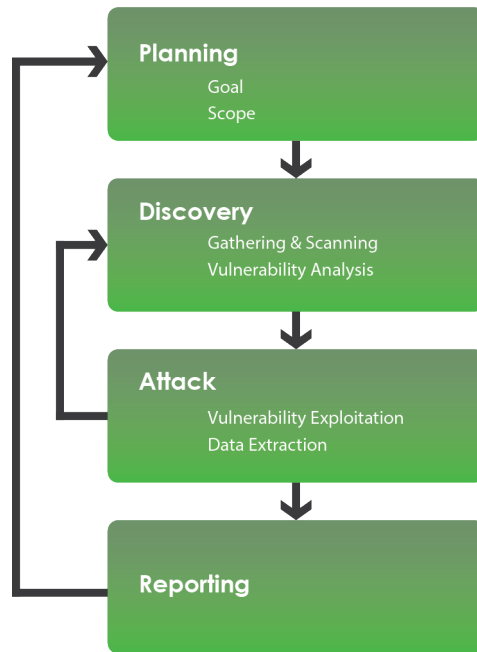 Planning
Goal
Scope
Discovery
Gathering & Scanning
Vulnerability Analysis
Attack
Vulnerability Exploitation
Data Extraction
Reporting